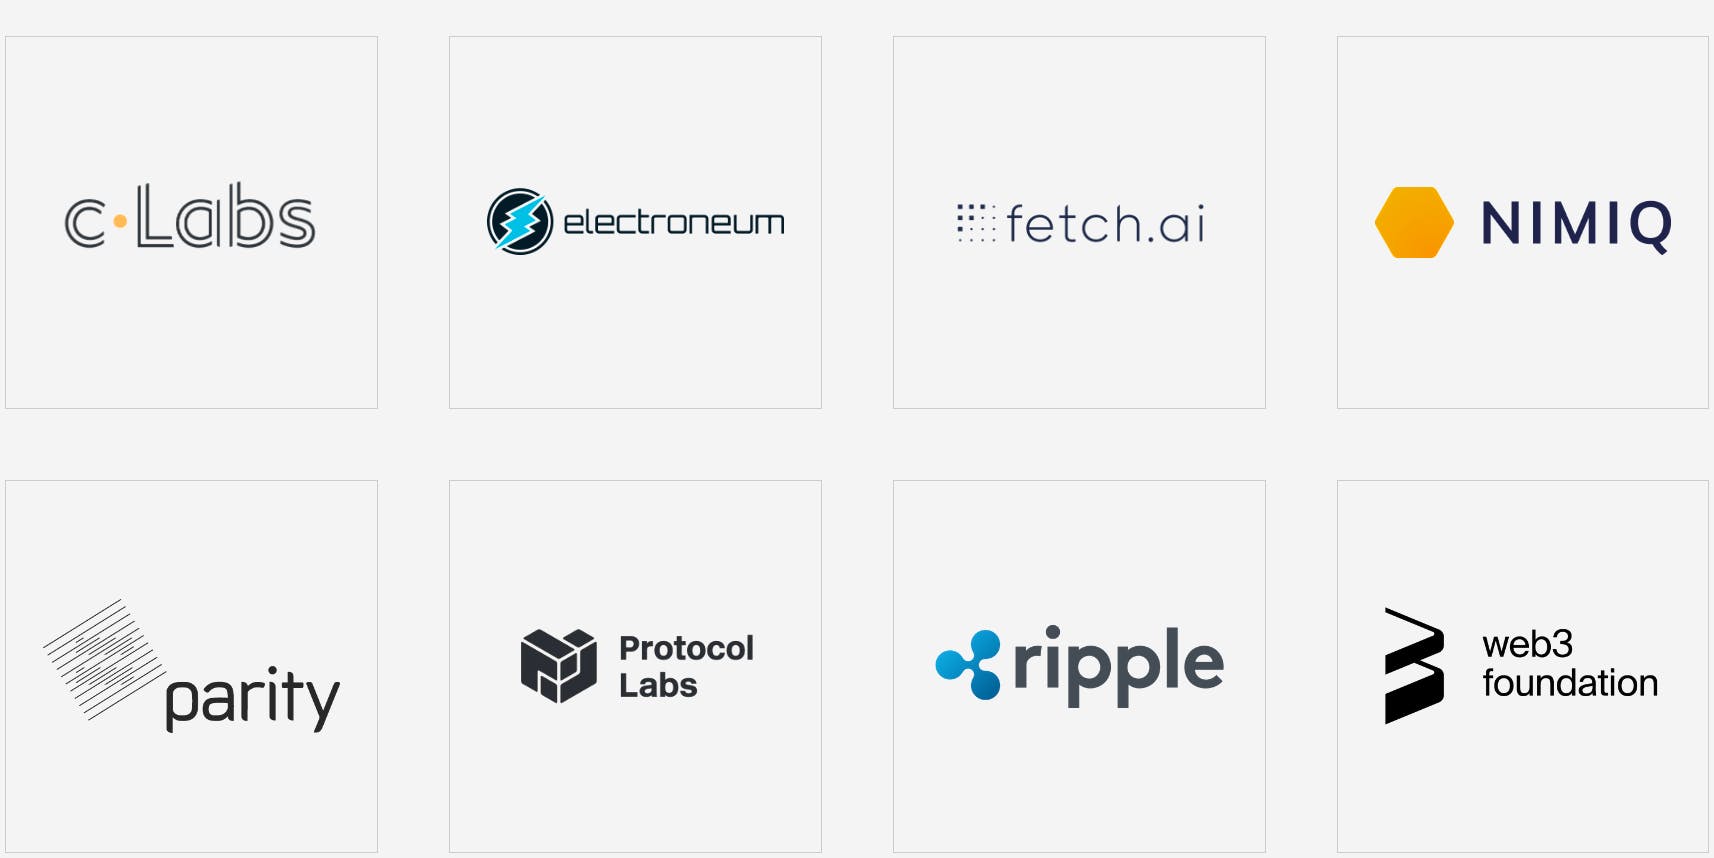 c·Labs
electroneum
fetch.ai
NIMIQ
parity
Protocol
Labs
ripple
web3
foundation